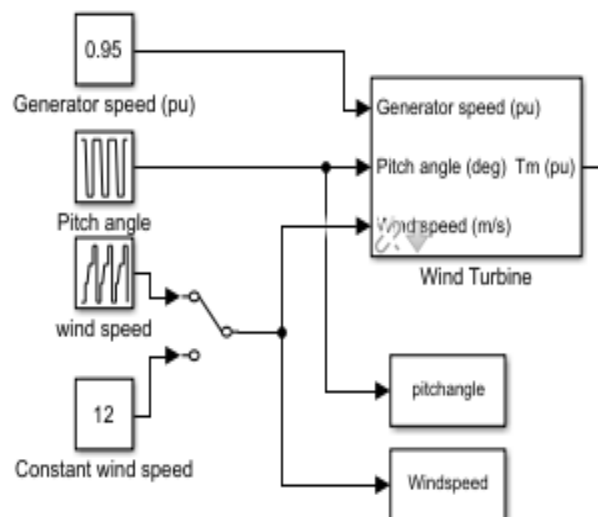 0.95
Generator speed (pu)
Generator speed (pu)
Pitch angle (deg) Tm (pu)
Pitch angle
Wind speed (m/s)
Wind Turbine
wind speed
12
Constant wind speed
pitchangle
Windspeed